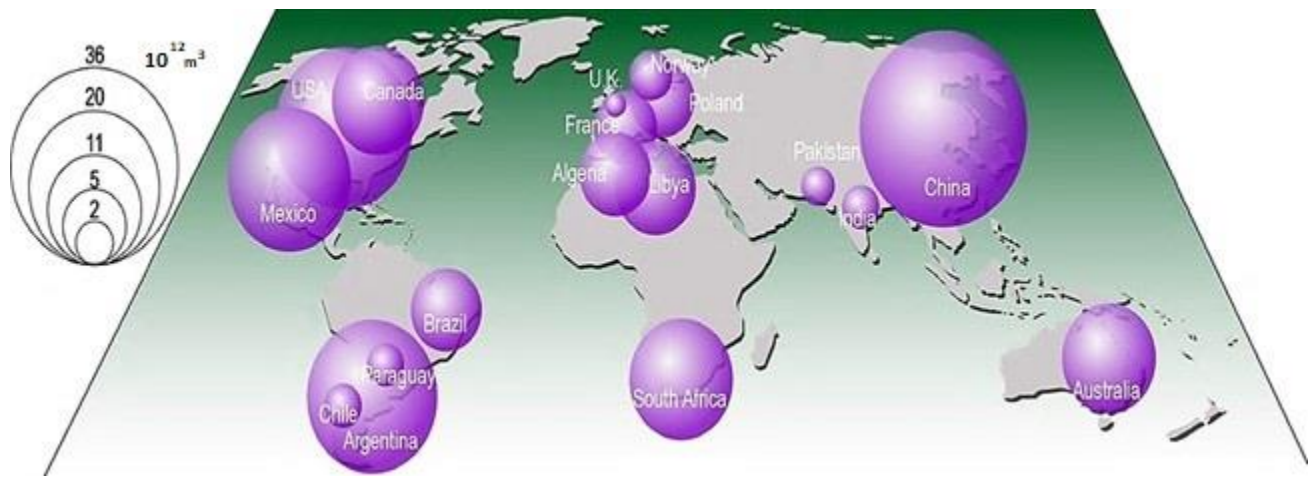 36
10^12 m^3
20
11
5
2
USA
Canada
Mexico
Brazil
Paraguay
Chile
Argentina
Norway
U.K.
Poland
France
Algeria
Libya
Pakistan
India
China
South Africa
Australia